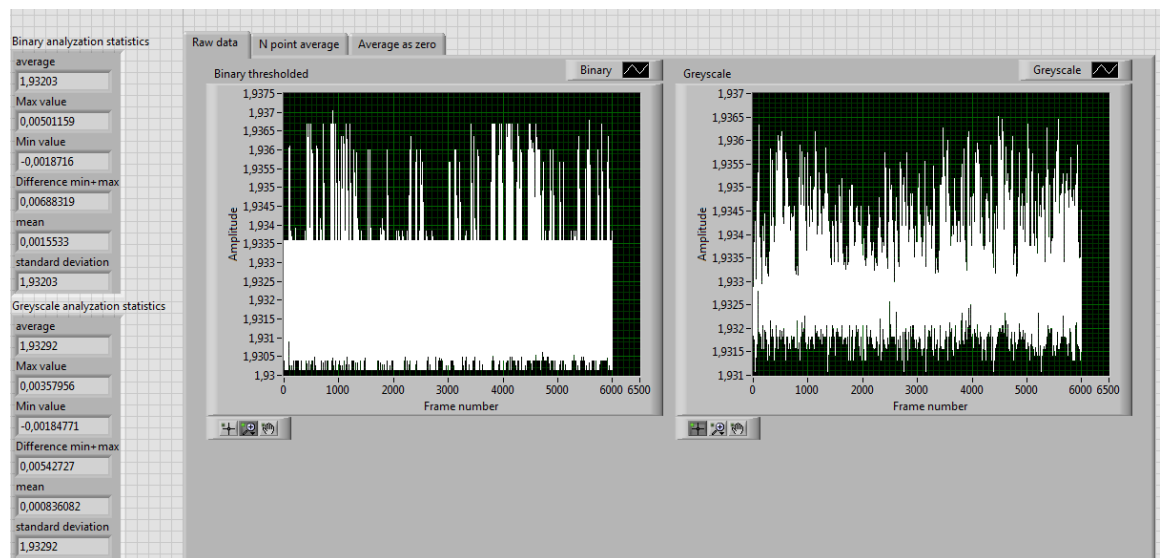 Binary analyzation statistics
average
1,93203
Max value
0,00501159
Min value
-0,0018716
Difference min+max
0,00688319
mean
0,0015533
standard deviation
1,93203
Greyscale analyzation statistics
average
1,93292
Max value
0,00357956
Min value
-0,00184771
Difference min+max
0,00542727
mean
0,000836082
standard deviation
1,93292
Raw data
N point average
Average as zero
Binary thresholded
Binary
1,9375
1,937
1,9365
1,936
1,9355
1,935
1,9345
1,934
1,9335
1,933
1,9325
1,932
1,9315
1,931
1,9305
1,93
Amplitude
0 1000 2000 3000 4000 5000 6000 6500
Frame number
Greyscale
Greyscale
1,937
1,9365
1,936
1,9355
1,935
1,9345
1,934
1,9335
1,933
1,9325
1,932
1,9315
1,931
Amplitude
0 1000 2000 3000 4000 5000 6000 6500
Frame number